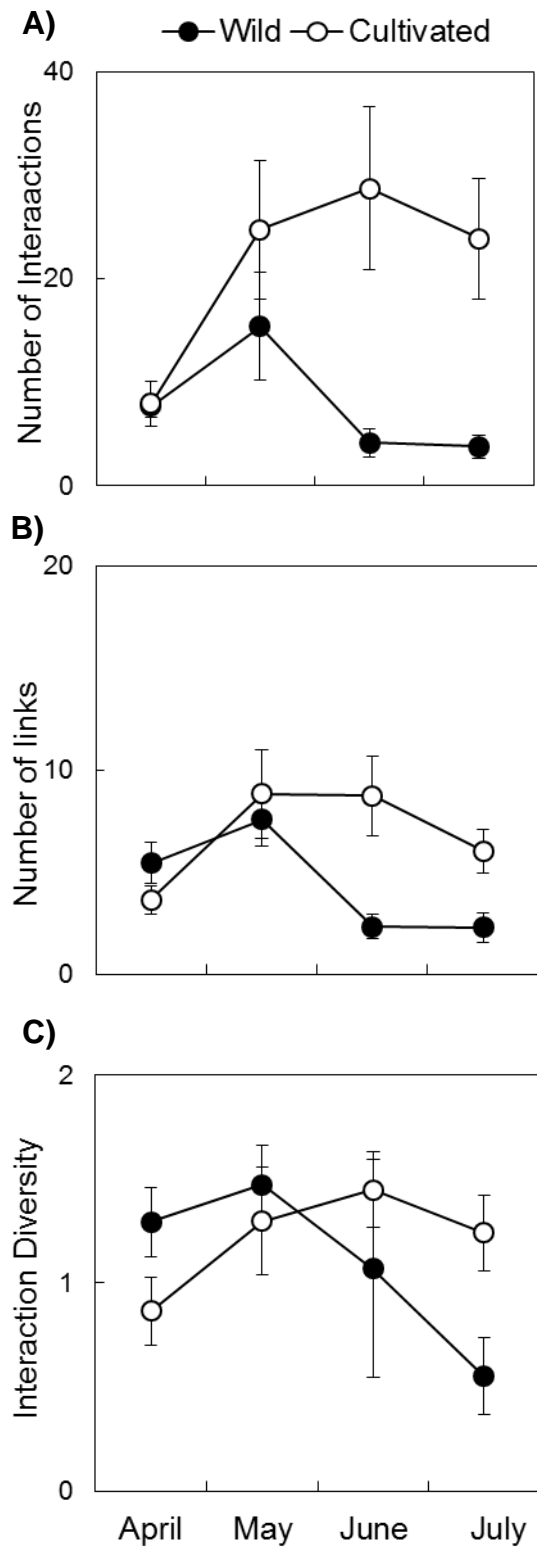 A)
Wild Cultivated
40
20
0
Number of Interaactions
B)
20
10
0
Number of links
C)
2
1
0
Interaction Diversity
April May June July